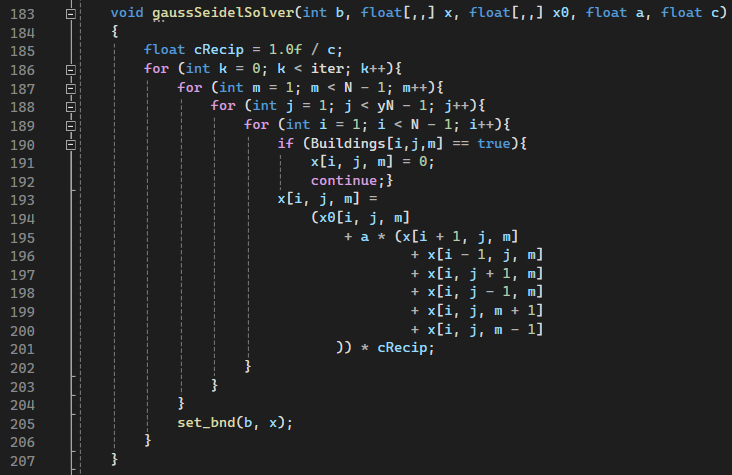 183 void gaussSeidelSolver(int b, float[,,] x, float[,,] x0, float a, float c)
184 {
185 float cRecip = 1.0f / c;
186 for (int k = 0; k < iter; k++){
187 for (int m = 1; m < N - 1; m++){
188 for (int j = 1; j < yN - 1; j++){
189 for (int i = 1; i < N - 1; i++){
190 if (Buildings[i,j,m] == true){
191 x[i, j, m] = 0;
192 continue;}
193 x[i, j, m] =
194 (x0[i, j, m]
195 + a * (x[i + 1, j, m]
196 + x[i - 1, j, m]
197 + x[i, j + 1, m]
198 + x[i, j - 1, m]
199 + x[i, j, m + 1]
200 + x[i, j, m - 1]
201 )) * cRecip;
202 }
203 }
204 }
205 set_bnd(b, x);
206 }
207 }